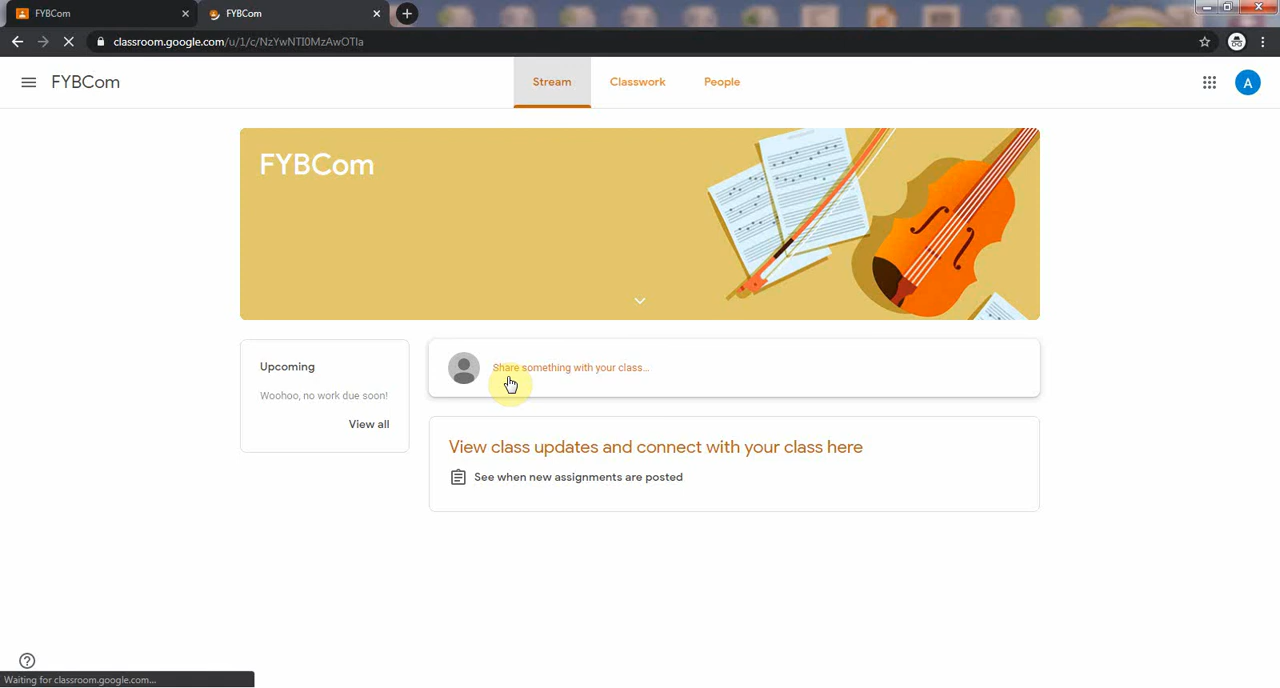 FYBCom
FYBCom
classroom.google.com/u/1/c/NzYwNTI0MzAwOTIa
FYBCom
Stream
Classwork
People
A
FYBCom
Upcoming
Woohoo, no work due soon!
View all
Share something with your class...
View class updates and connect with your class here
See when new assignments are posted
Waiting for classroom.google.com...